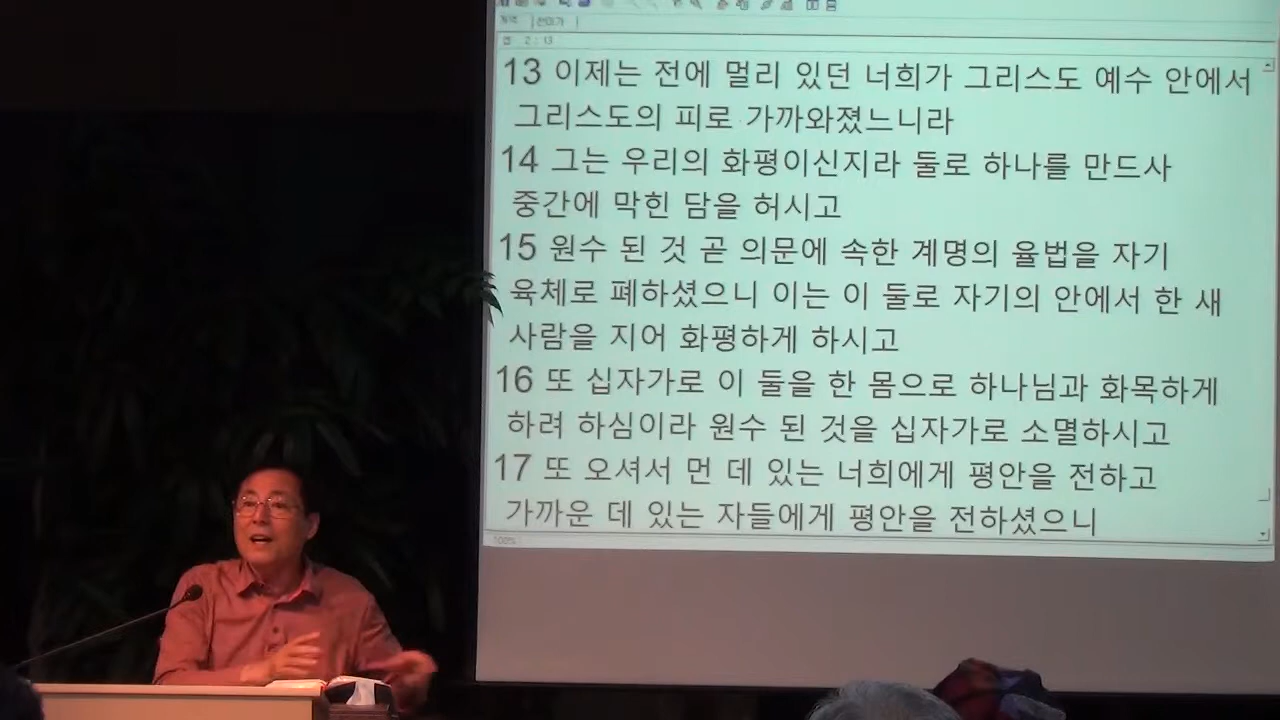 엡 2 : 13
13 이제는 전에 멀리 있던 너희가 그리스도 예수 안에서
그리스도의 피로 가까와졌느니라
14 그는 우리의 화평이신지라 둘로 하나를 만드사
중간에 막힌 담을 허시고
15 원수 된 것 곧 의문에 속한 계명의 율법을 자기
육체로 폐하셨으니 이는 이 둘로 자기의 안에서 한 새
사람을 지어 화평하게 하시고
16 또 십자가로 이 둘을 한 몸으로 하나님과 화목하게
하려 하심이라 원수 된 것을 십자가로 소멸하시고
17 또 오셔서 먼 데 있는 너희에게 평안을 전하고
가까운 데 있는 자들에게 평안을 전하셨으니
100%